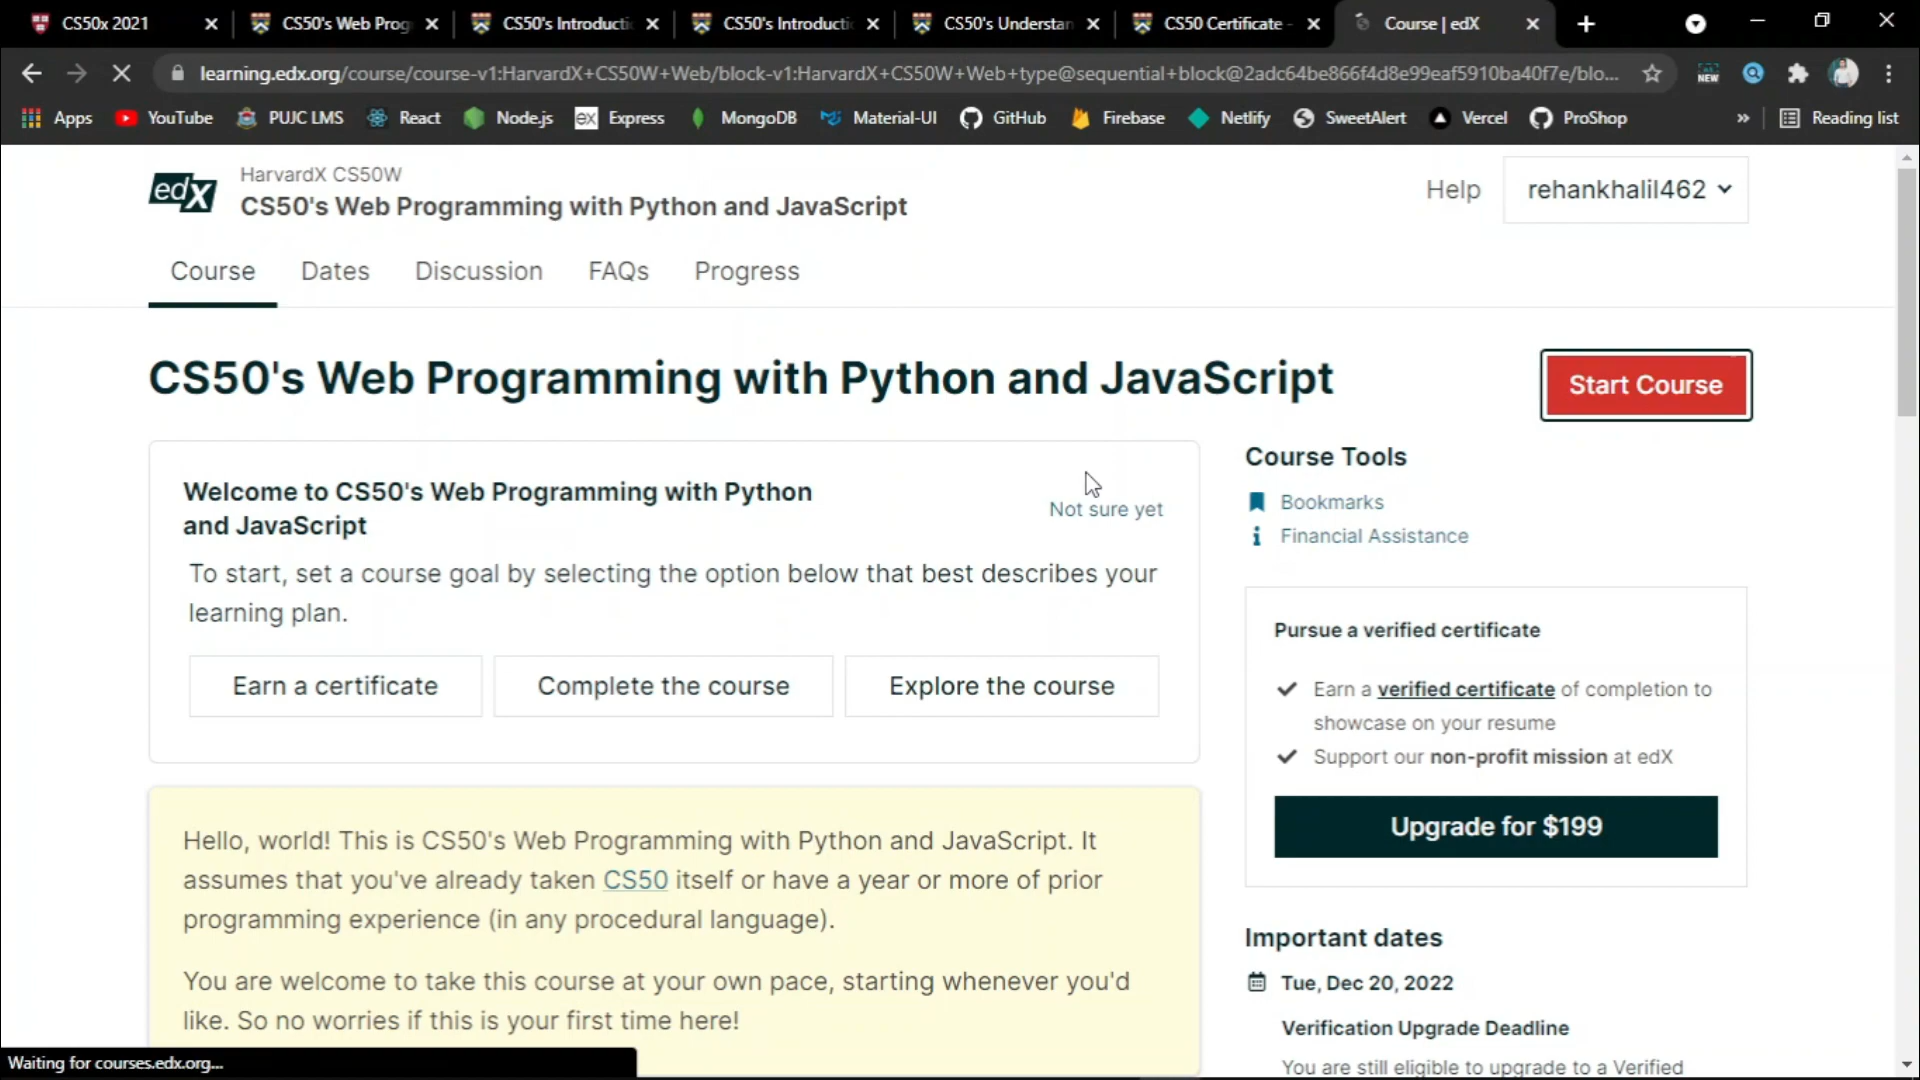 CS50x 2021
CS50's Web Prog
CS50's Introductio
CS50's Introductio
CS50's Understan
CS50 Certificate -
Course | edX
learning.edx.org/course/course-v1:HarvardX+CS50W+Web/block-v1:HarvardX+CS50W+Web+type@sequential+block@2adc64be866f4d8e99eaf5910ba40f7e/blo...
NEW
Apps
YouTube
PUJC LMS
React
Node.js
ex Express
MongoDB
Material-UI
GitHub
Firebase
Netlify
SweetAlert
Vercel
ProShop
»
Reading list
edX
HarvardX CS50W
CS50's Web Programming with Python and JavaScript
Help
rehankhalil462
Course
Dates
Discussion
FAQs
Progress
CS50's Web Programming with Python and JavaScript
Start Course
Welcome to CS50's Web Programming with Python
and JavaScript
Not sure yet
To start, set a course goal by selecting the option below that best describes your
learning plan.
Earn a certificate
Complete the course
Explore the course
Hello, world! This is CS50's Web Programming with Python and JavaScript. It
assumes that you've already taken CS50 itself or have a year or more of prior
programming experience (in any procedural language).
You are welcome to take this course at your own pace, starting whenever you'd
like. So no worries if this is your first time here!
Course Tools
Bookmarks
Financial Assistance
Pursue a verified certificate
Earn a verified certificate of completion to
showcase on your resume
Support our non-profit mission at edX
Upgrade for $199
Important dates
Tue, Dec 20, 2022
Verification Upgrade Deadline
You are still eligible to upgrade to a Verified
Waiting for courses.edx.org...